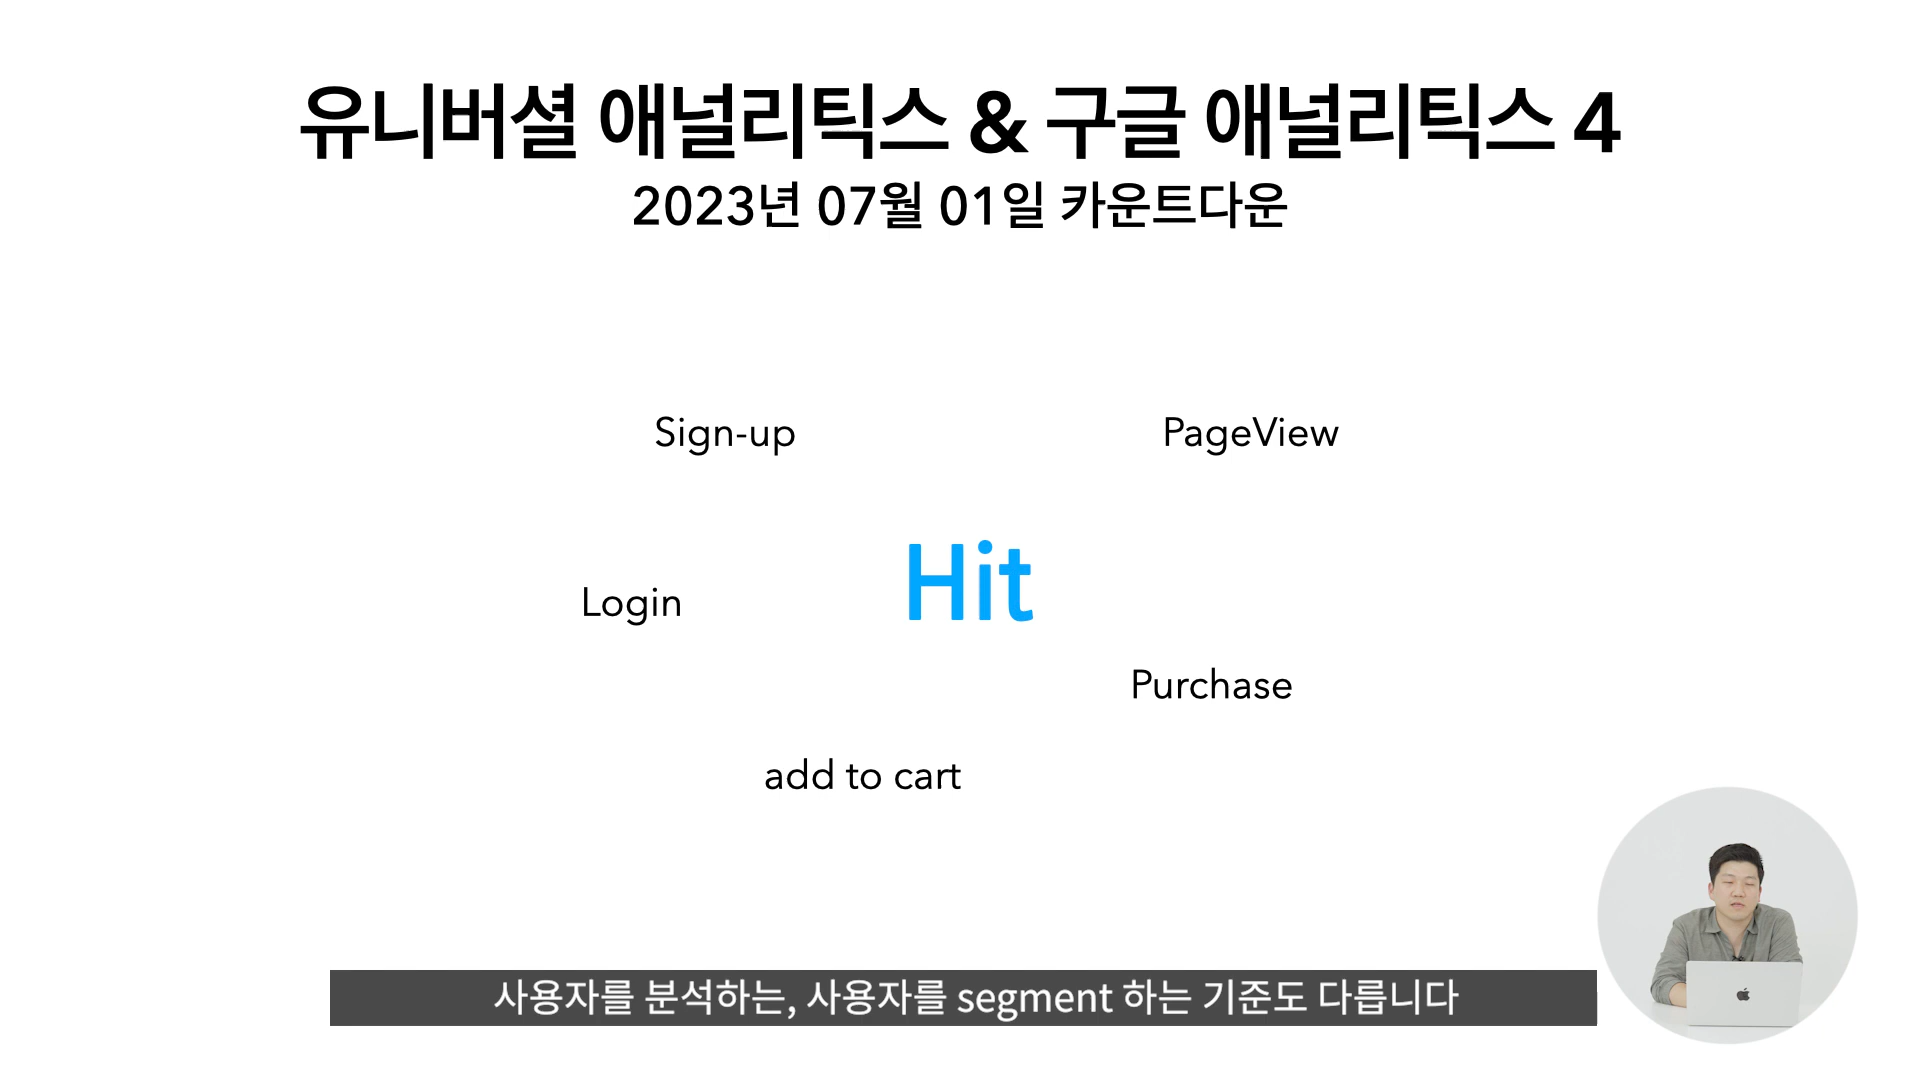 유니버셜 애널리틱스 & 구글 애널리틱스 4
2023년 07월 01일 카운트다운
Sign-up
PageView
Hit
Login
Purchase
add to cart
사용자를 분석하는, 사용자를 segment 하는 기준도 다릅니다